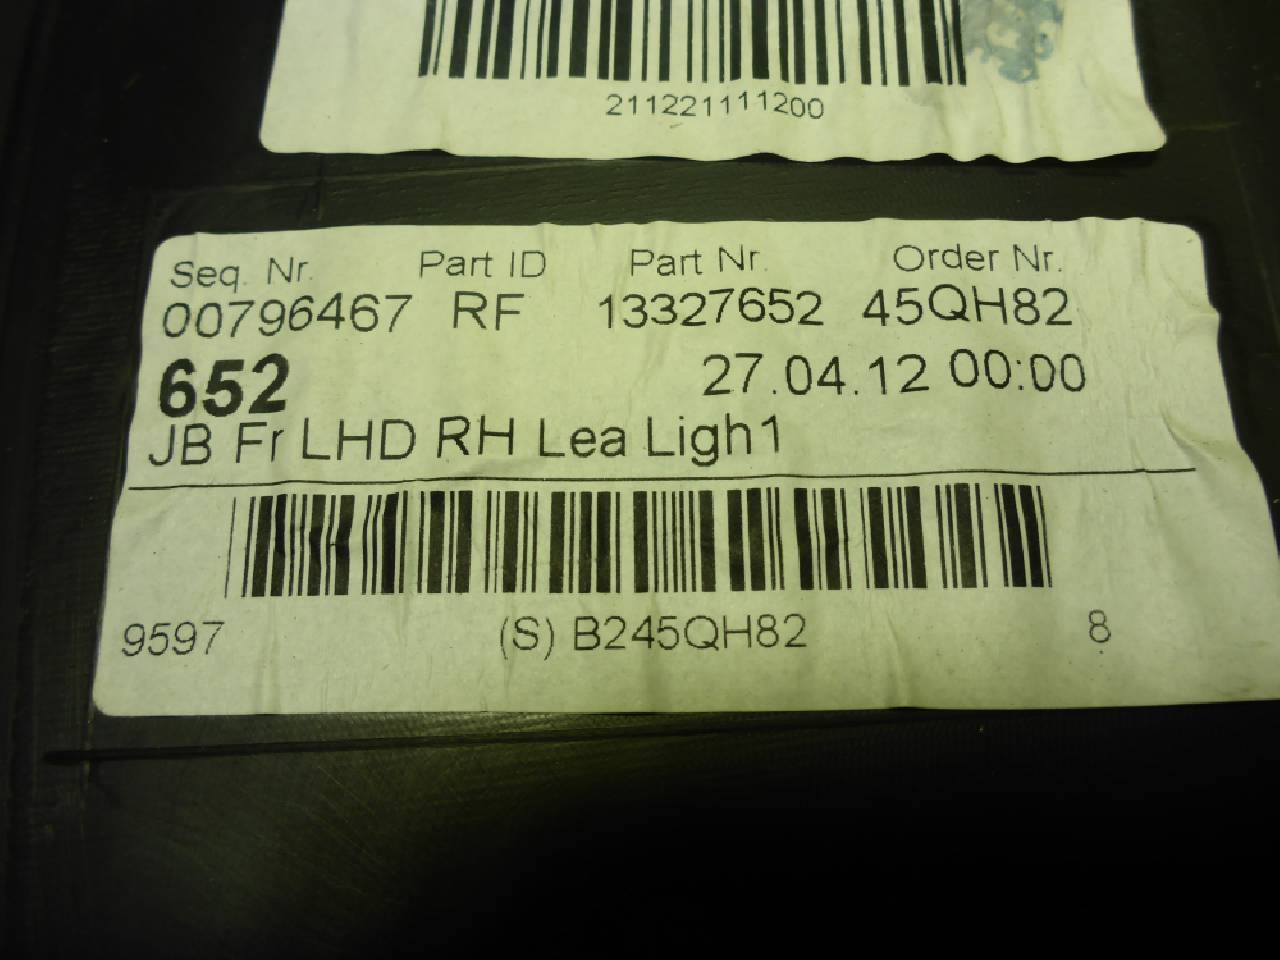 211221111200
Seq. Nr. Part ID Part Nr. Order Nr.
00796467 RF 13327652 45QH82
652 27.04.12 00:00
JB Fr LHD RH Lea Ligh1
9597 (S) B245QH82 8